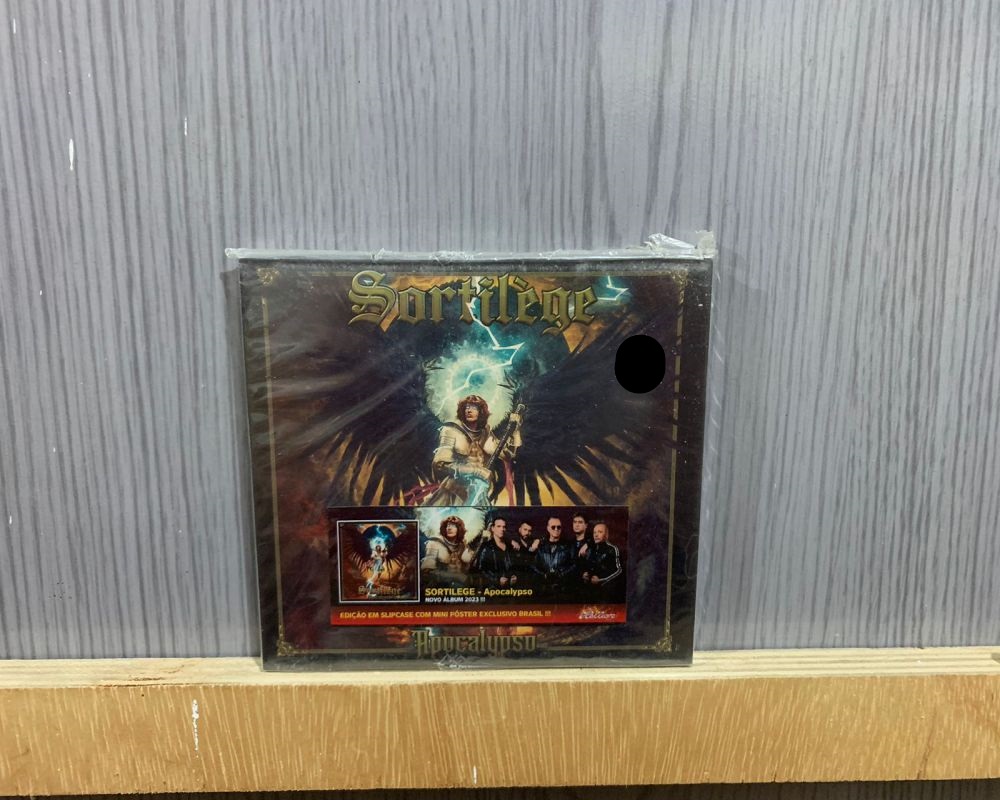 Sortilège
SORTILEGE - Apocalypso
NOVO ÁLBUM 2023 !!!
EDIÇÃO EM SLIPCASE COM MINI PÔSTER EXCLUSIVO BRASIL !!!
Apocalypso